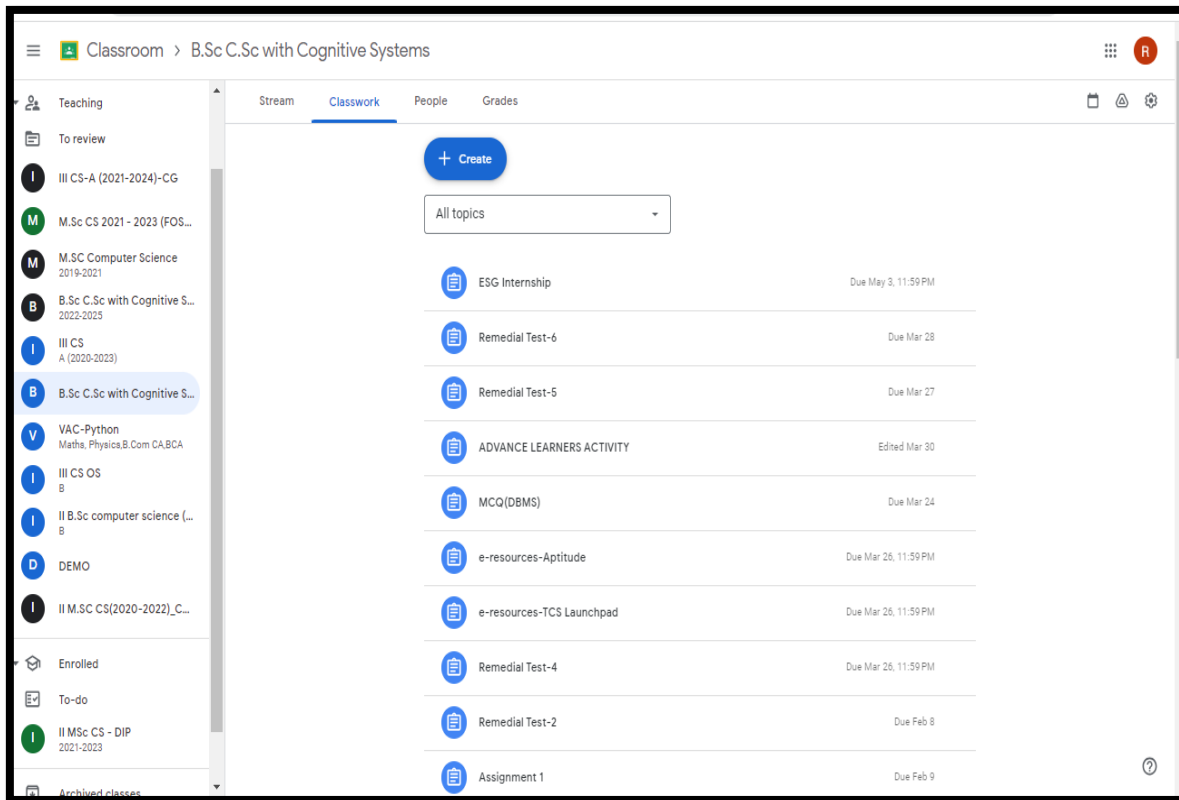 Classroom > B.Sc C.Sc with Cognitive Systems
R
Teaching
To review
I III CS-A (2021-2024)-CG
M M.Sc CS 2021 - 2023 (FOS...
M M.SC Computer Science
2019-2021
B B.Sc C.Sc with Cognitive S...
2022-2025
I III CS
A (2020-2023)
B B.Sc C.Sc with Cognitive S...
V VAC-Python
Maths, Physics,B.Com CA,BCA
I III CS OS
B
I II B.Sc computer science (...
B
D DEMO
I II M.SC CS(2020-2022)_C...
Enrolled
To-do
I II MSc CS - DIP
2021-2023
Archived classes
Stream Classwork People Grades
+ Create
All topics
ESG Internship Due May 3, 11:59 PM
Remedial Test-6 Due Mar 28
Remedial Test-5 Due Mar 27
ADVANCE LEARNERS ACTIVITY Edited Mar 30
MCQ(DBMS) Due Mar 24
e-resources-Aptitude Due Mar 26, 11:59 PM
e-resources-TCS Launchpad Due Mar 26, 11:59 PM
Remedial Test-4 Due Mar 26, 11:59 PM
Remedial Test-2 Due Feb 8
Assignment 1 Due Feb 9